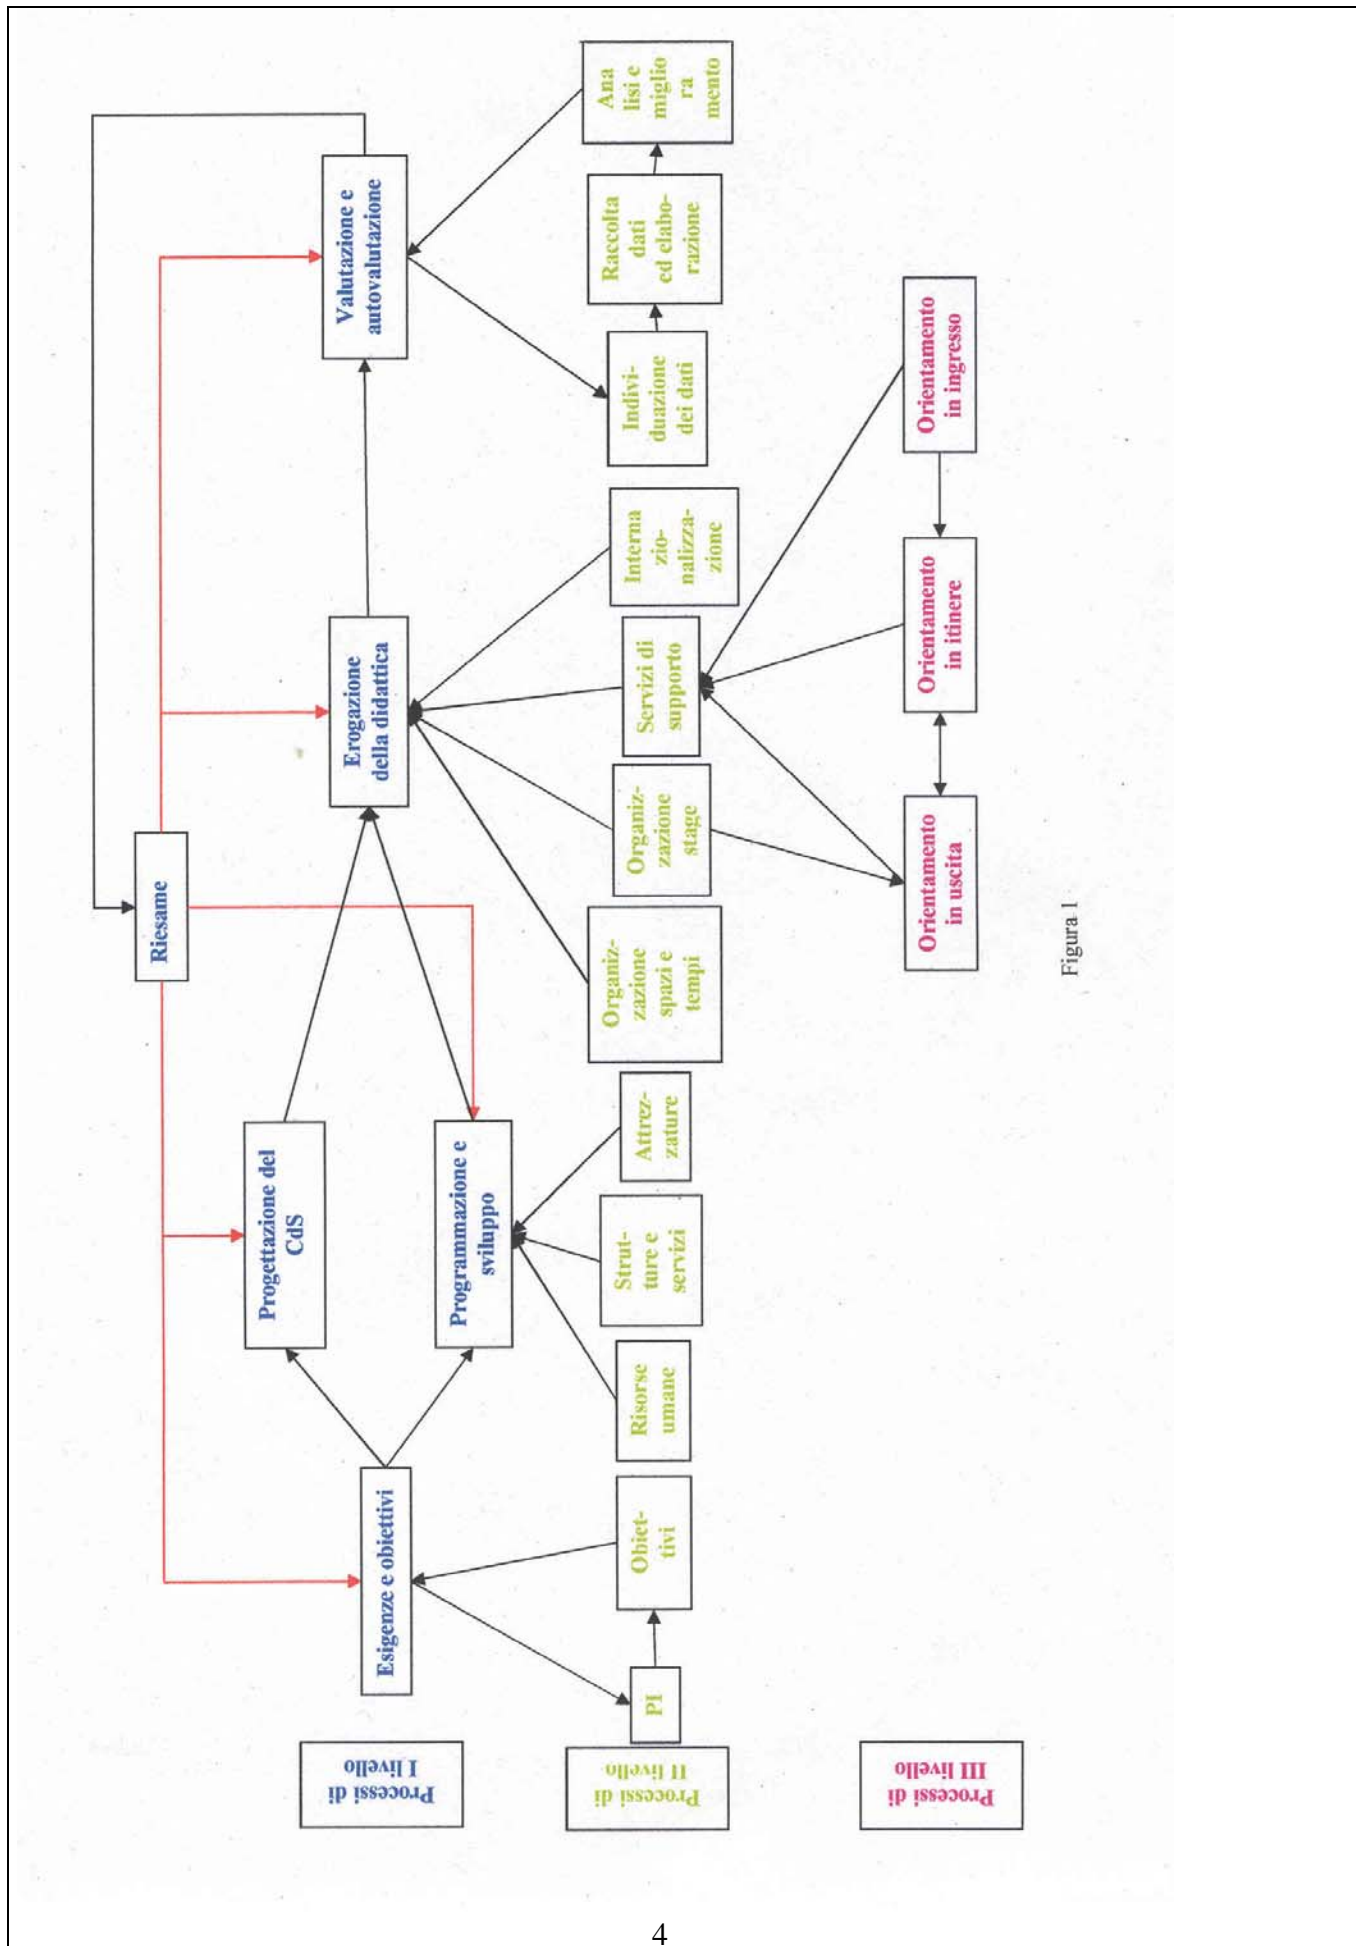 Riesame
Progettazione del
CdS
Esigenze e obiettivi
Programmazione e
sviluppo
Erogazione
della didattica
Valutazione e
autovalutazione
Processi di
I livello
PI
Obiet-
tivi
Risorse
umane
Strut-
ture e
servizi
Attrez-
zature
Organiz-
zazione
spazi e
tempi
Organiz-
zazione
stage
Servizi di
supporto
Interna
zio-
nalizza-
zione
Indivi-
duazione
dei dati
Raccolta
dati
ed elabo-
razione
Ana
lisi e
miglio
ra
mento
Processi di
II livello
Orientamento
in uscita
Orientamento
in itinere
Orientamento
in ingresso
Processi di
III livello
Figura 1
4